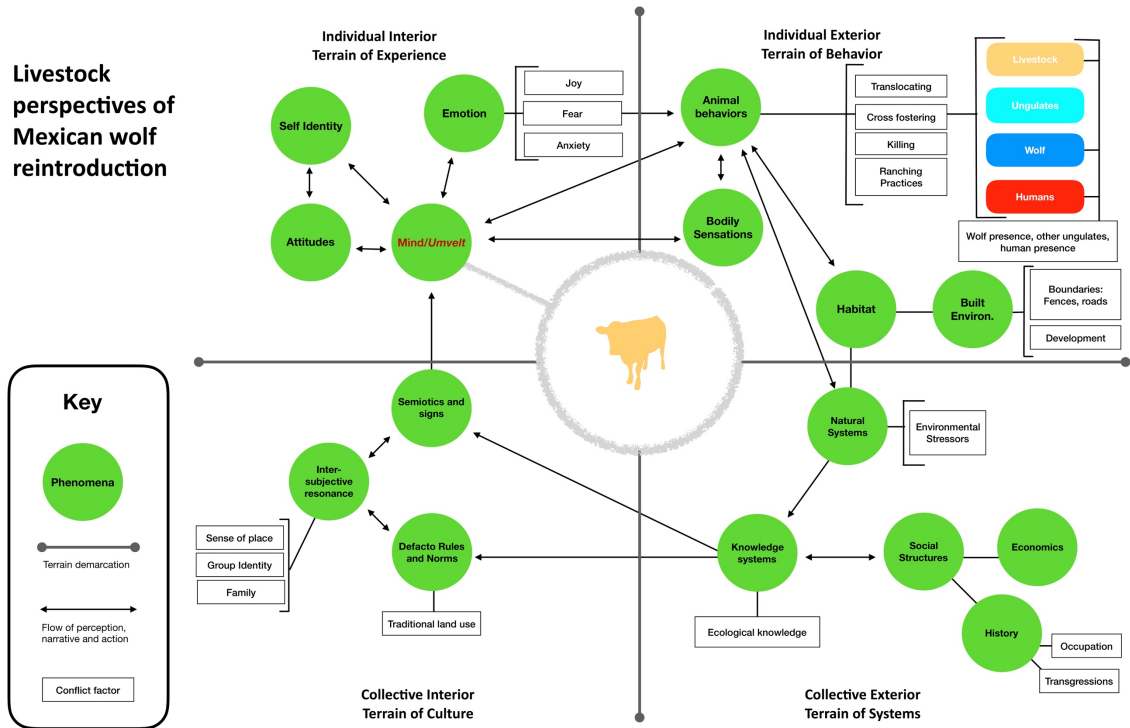 Livestock
perspectives of
Mexican wolf
reintroduction
Individual Interior
Terrain of Experience
Self Identity
Emotion
Joy
Fear
Anxiety
Attitudes
Mind/Umvelt
Individual Exterior
Terrain of Behavior
Animal
behaviors
Translocating
Cross fostering
Killing
Ranching
Practices
Livestock
Ungulates
Wolf
Humans
Wolf presence, other ungulates,
human presence
Bodily
Sensations
Habitat
Built
Environ.
Boundaries:
Fences, roads
Development
Key
Phenomena
Terrain demarcation
Flow of perception,
narrative and action
Conflict factor
Semiotics and
signs
Inter-
subjective
resonance
Sense of place
Group Identity
Family
Defacto Rules
and Norms
Traditional land use
Collective Interior
Terrain of Culture
Natural
Systems
Environmental
Stressors
Knowledge
systems
Ecological knowledge
Social
Structures
Economics
History
Occupation
Transgressions
Collective Exterior
Terrain of Systems